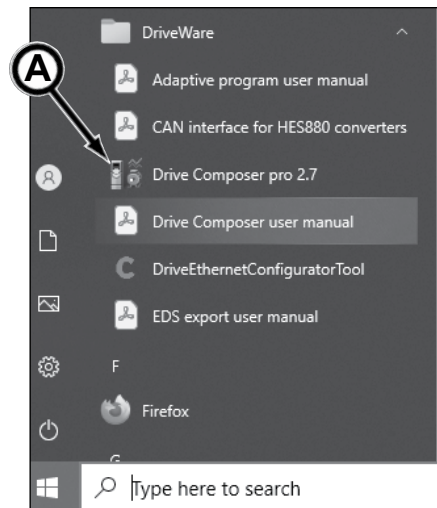 DriveWare
A
Adaptive program user manual
CAN interface for HES880 converters
Drive Composer pro 2.7
Drive Composer user manual
DriveEthernetConfiguratorTool
EDS export user manual
F
Firefox
G
Type here to search